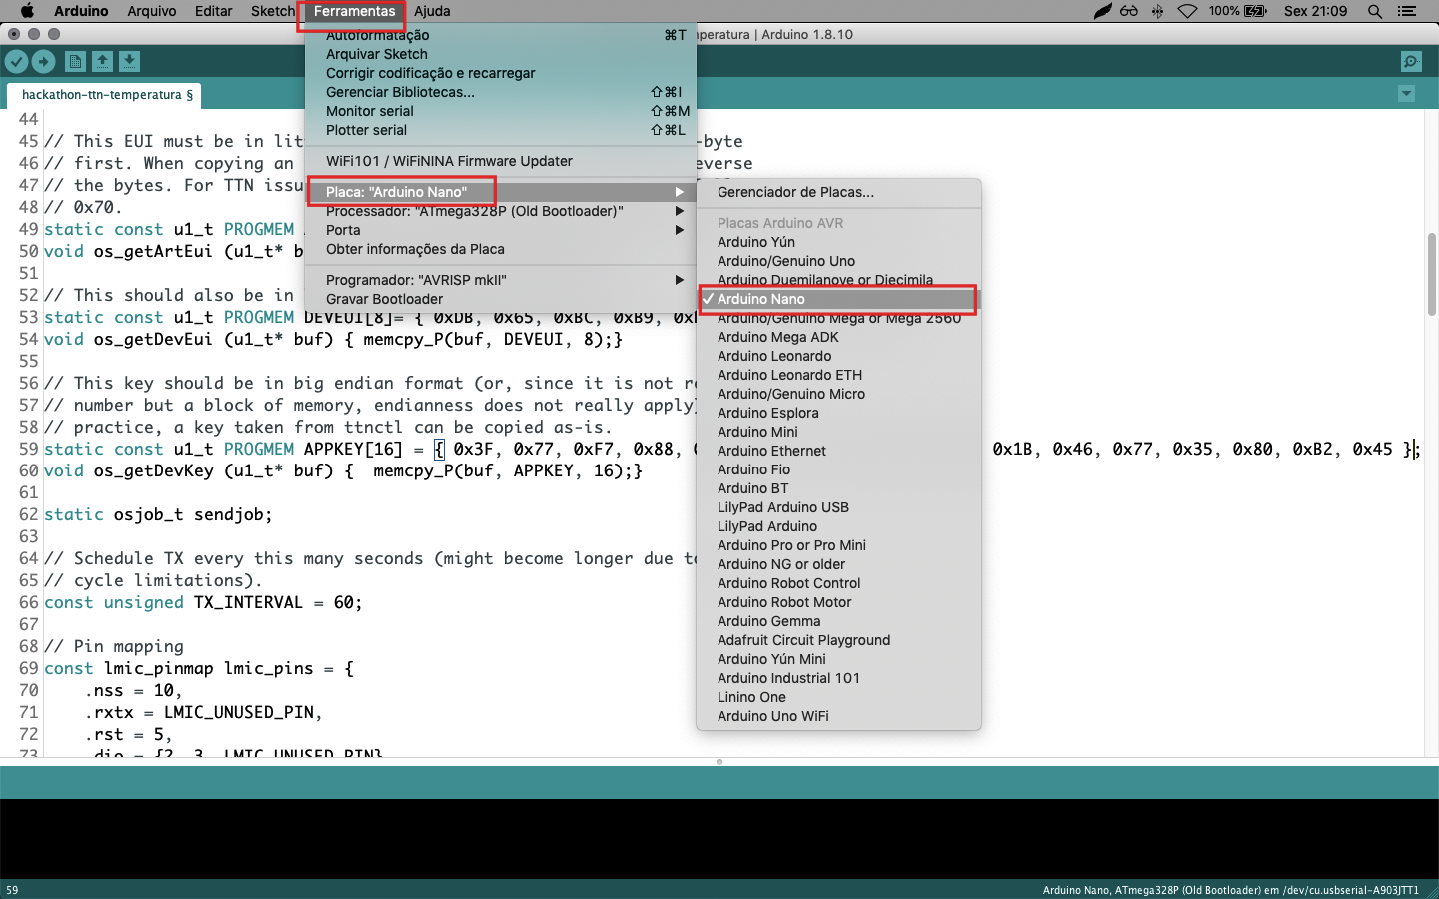 Arduino Arquivo Editar Sketch Ferramentas Ajuda 100% Sex 21:09
peratura | Arduino 1.8.10
hackathon-ttn-temperatura §
Autoformatação ⌘T
Arquivar Sketch
Corrigir codificação e recarregar
Gerenciar Bibliotecas... ⇧⌘I
Monitor serial ⇧⌘M
Plotter serial ⇧⌘L
WiFi101 / WiFiNINA Firmware Updater
Placa: "Arduino Nano"
Processador: "ATmega328P (Old Bootloader)"
Porta
Obter informações da Placa
Programador: "AVRISP mkII"
Gravar Bootloader
Gerenciador de Placas...
Placas Arduino AVR
Arduino Yún
Arduino/Genuino Uno
Arduino Duemilanove or Diecimila
✓ Arduino Nano
Arduino/Genuino Mega or Mega 2560
Arduino Mega ADK
Arduino Leonardo
Arduino Leonardo ETH
Arduino/Genuino Micro
Arduino Esplora
Arduino Mini
Arduino Ethernet
Arduino Fio
Arduino BT
LilyPad Arduino USB
LilyPad Arduino
Arduino Pro or Pro Mini
Arduino NG or older
Arduino Robot Control
Arduino Robot Motor
Arduino Gemma
Adafruit Circuit Playground
Arduino Yún Mini
Arduino Industrial 101
Linino One
Arduino Uno WiFi
44
45 // This EUI must be in lit -byte
46 // first. When copying an everse
47 // the bytes. For TTN issu
48 // 0x70.
49 static const u1_t PROGMEM
50 void os_getArtEui (u1_t* b
51
52 // This should also be in
53 static const u1_t PROGMEM DEVEUI[8]= { 0xDB, 0x65, 0xBC, 0xB9,
54 void os_getDevEui (u1_t* buf) { memcpy_P(buf, DEVEUI, 8);}
55
56 // This key should be in big endian format (or, since it is not r
57 // number but a block of memory, endianness does not really apply
58 // practice, a key taken from ttnctl can be copied as-is.
59 static const u1_t PROGMEM APPKEY[16] = { 0x3F, 0x77, 0xF7, 0x88, 0x1B, 0x46, 0x77, 0x35, 0x80, 0xB2, 0x45 };
60 void os_getDevKey (u1_t* buf) {  memcpy_P(buf, APPKEY, 16);}
61
62 static osjob_t sendjob;
63
64 // Schedule TX every this many seconds (might become longer due to
65 // cycle limitations).
66 const unsigned TX_INTERVAL = 60;
67
68 // Pin mapping
69 const lmic_pinmap lmic_pins = {
70 .nss = 10,
71 .rxtx = LMIC_UNUSED_PIN,
72 .rst = 5,
73 .dio = {2, 3, LMIC_UNUSED_PIN}
59 Arduino Nano, ATmega328P (Old Bootloader) em /dev/cu.usbserial-A903JTT1